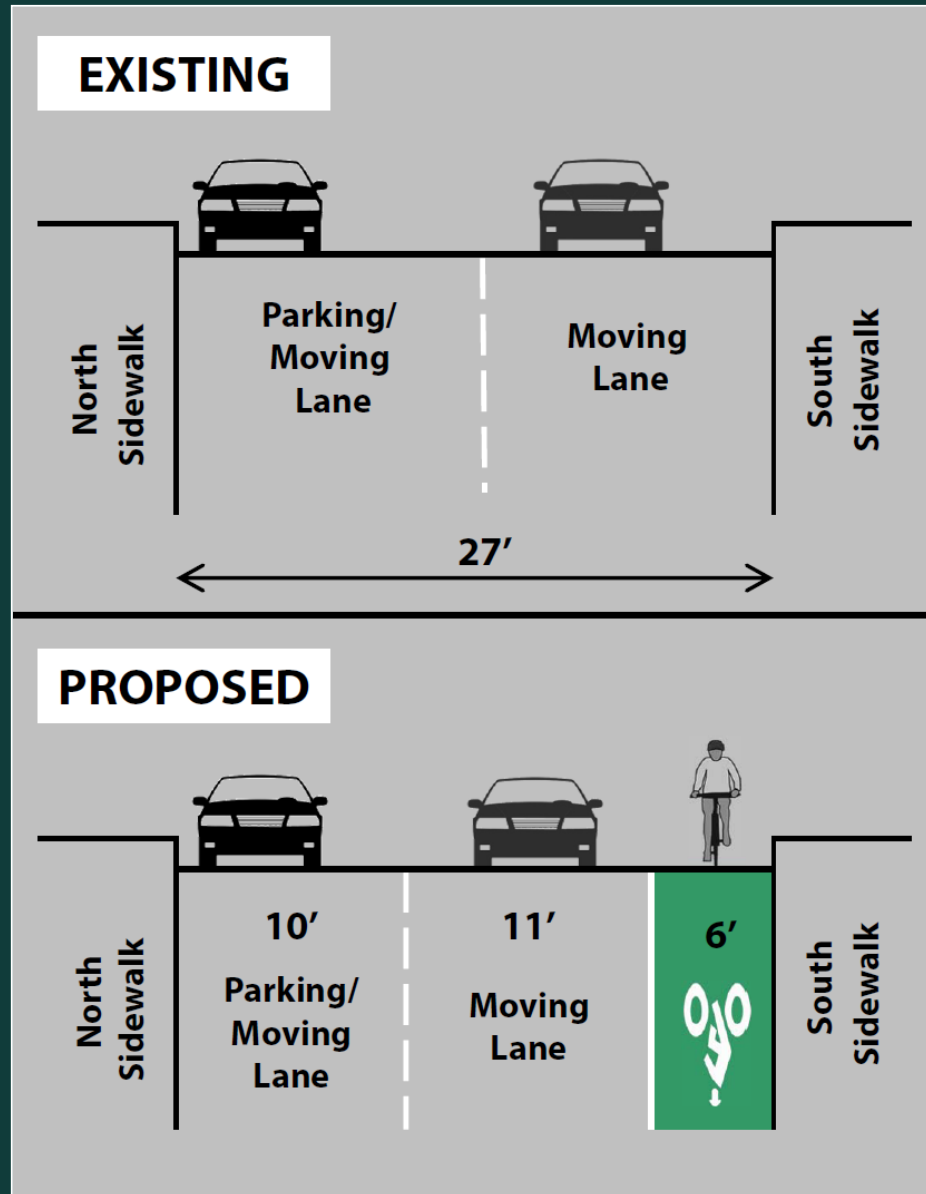 EXISTING
North
Sidewalk
Parking/
Moving
Lane
Moving
Lane
South
Sidewalk
27’
PROPOSED
North
Sidewalk
10’
Parking/
Moving
Lane
11’
Moving
Lane
6’
South
Sidewalk